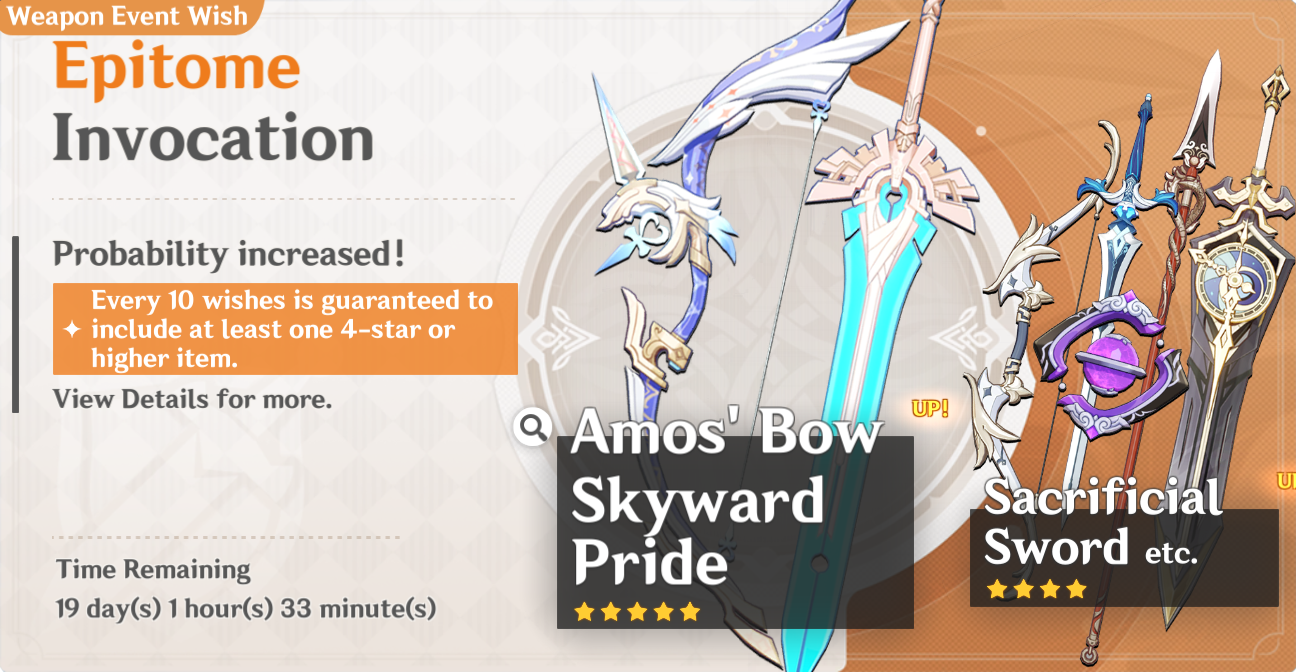 Weapon Event Wish
Epitome
Invocation
Probability increased!
Every 10 wishes is guaranteed to
include at least one 4-star or
higher item.
View Details for more.
Time Remaining
19 day(s) 1 hour(s) 33 minute(s)
UP!
Amos' Bow
Skyward
Pride
Sacrificial
Sword etc.